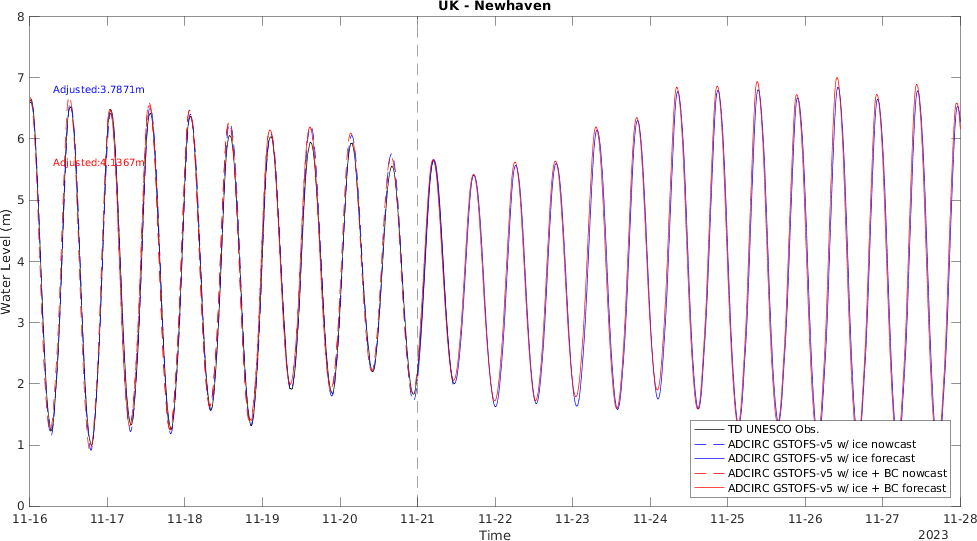 UK - Newhaven
8
7
6
5
4
3
2
1
0
Water Level (m)
Adjusted:3.7871m
Adjusted:4.1367m
TD UNESCO Obs.
ADCIRC GSTOFS-v5 w/ ice nowcast
ADCIRC GSTOFS-v5 w/ ice forecast
ADCIRC GSTOFS-v5 w/ ice + BC nowcast
ADCIRC GSTOFS-v5 w/ ice + BC forecast
11-16 11-17 11-18 11-19 11-20 11-21 11-22 11-23 11-24 11-25 11-26 11-27 11-28
Time
2023